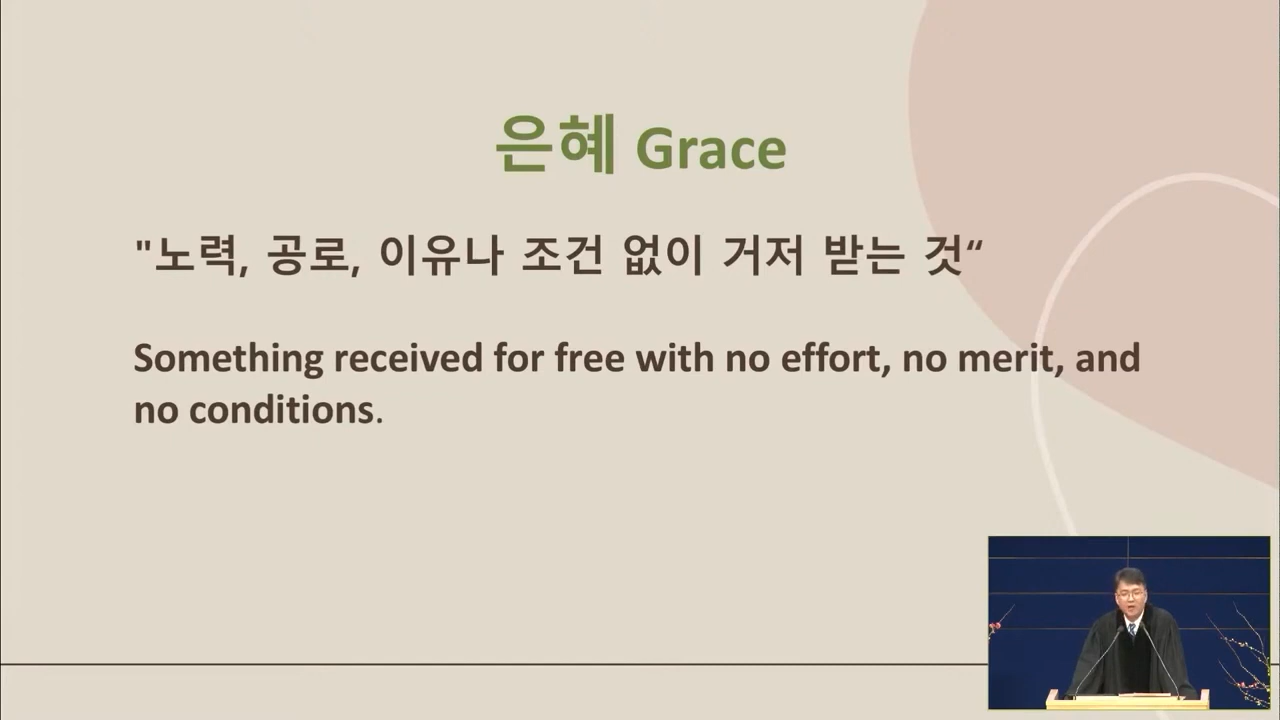 은혜 Grace
"노력, 공로, 이유나 조건 없이 거저 받는 것“
Something received for free with no effort, no merit, and
no conditions.